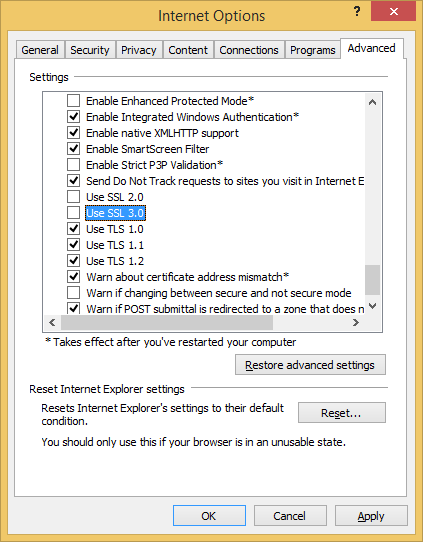 Internet Options
?
General Security Privacy Content Connections Programs Advanced
Settings
Enable Enhanced Protected Mode*
Enable Integrated Windows Authentication*
Enable native XMLHTTP support
Enable SmartScreen Filter
Enable Strict P3P Validation*
Send Do Not Track requests to sites you visit in Internet E
Use SSL 2.0
Use SSL 3.0
Use TLS 1.0
Use TLS 1.1
Use TLS 1.2
Warn about certificate address mismatch*
Warn if changing between secure and not secure mode
Warn if POST submittal is redirected to a zone that does n
*Takes effect after you've restarted your computer
Restore advanced settings
Reset Internet Explorer settings
Resets Internet Explorer's settings to their default
condition.
Reset...
You should only use this if your browser is in an unusable state.
OK Cancel Apply